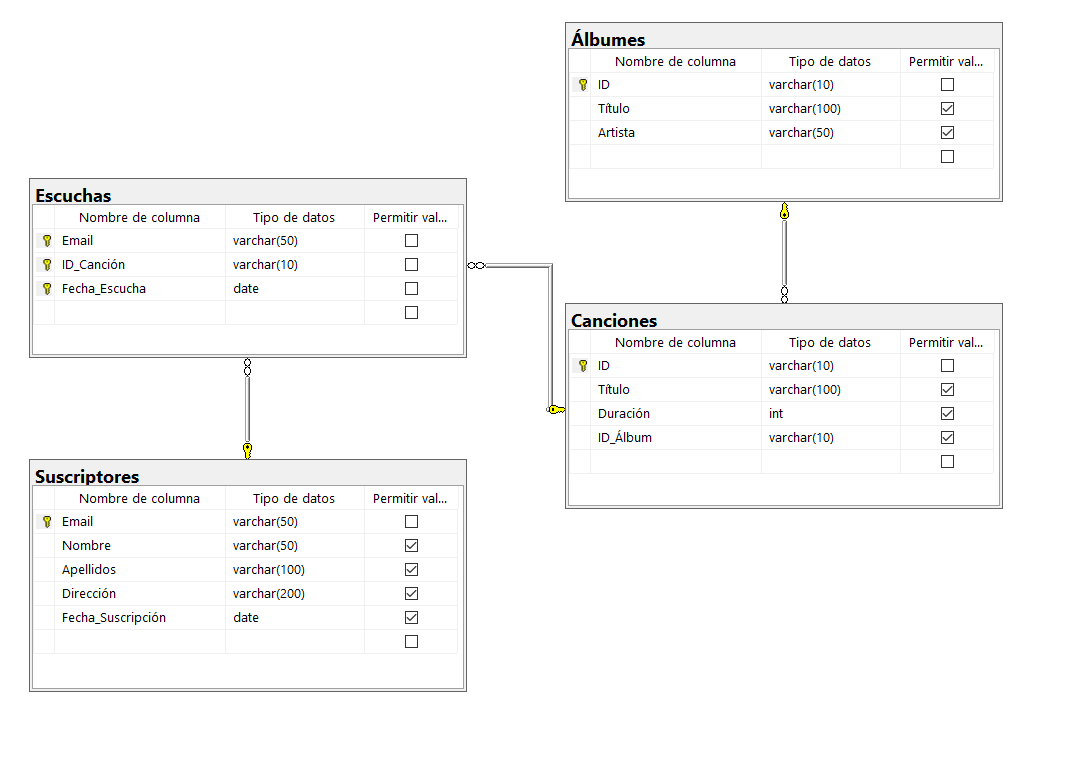 Álbumes
Nombre de columna Tipo de datos Permitir val...
ID varchar(10)
Título varchar(100)
Artista varchar(50)
Escuchas
Nombre de columna Tipo de datos Permitir val...
Email varchar(50)
ID_Canción varchar(10)
Fecha_Escucha date
Canciones
Nombre de columna Tipo de datos Permitir val...
ID varchar(10)
Título varchar(100)
Duración int
ID_Álbum varchar(10)
Suscriptores
Nombre de columna Tipo de datos Permitir val...
Email varchar(50)
Nombre varchar(50)
Apellidos varchar(100)
Dirección varchar(200)
Fecha_Suscripción date